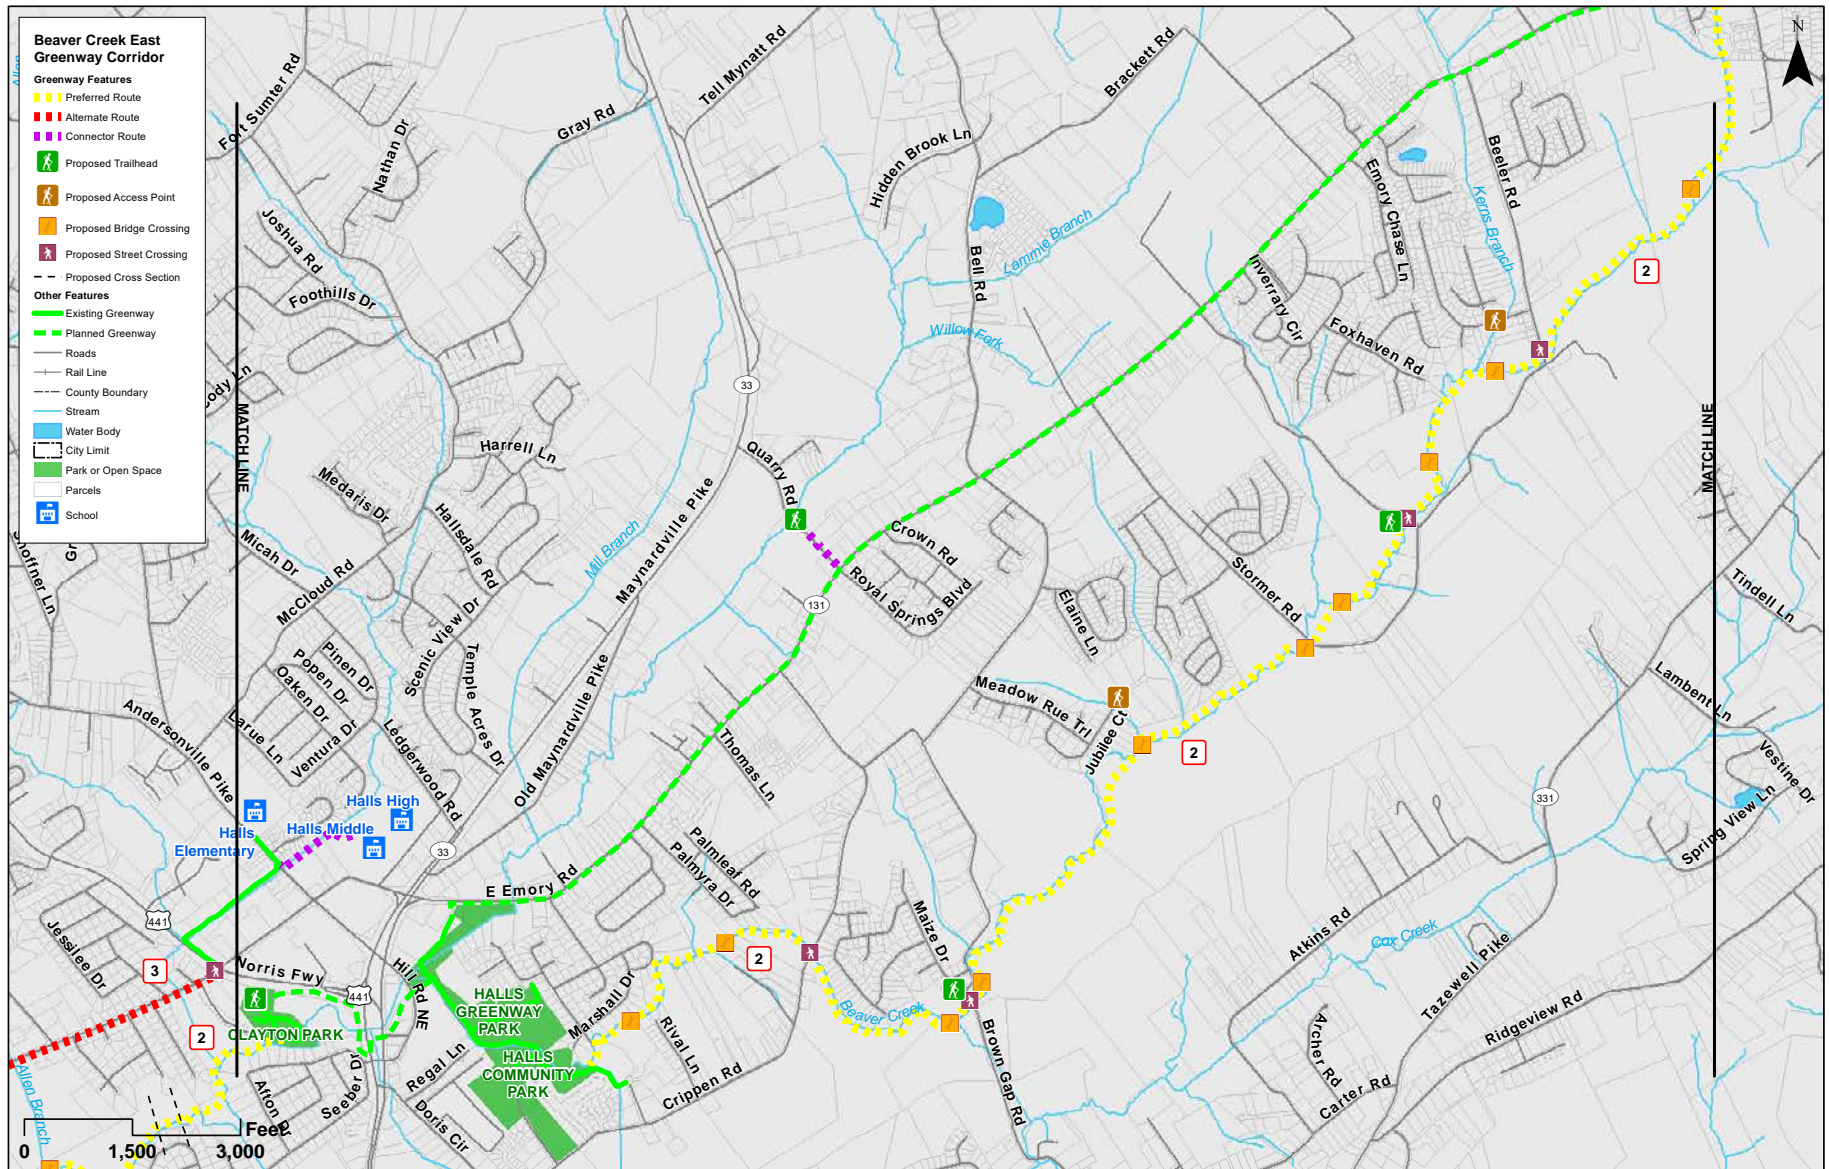 Beaver Creek East
Greenway Corridor
Greenway Features
Preferred Route
Alternate Route
Connector Route
Proposed Trailhead
Proposed Access Point
Proposed Bridge Crossing
Proposed Street Crossing
Proposed Cross Section
Other Features
Existing Greenway
Planned Greenway
Roads
Rail Line
County Boundary
Stream
Water Body
City Limit
Park or Open Space
Parcels
School
N
Fort Sumter Rd
Nathan Dr
Gray Rd
Tell Mynatt Rd
Brackett Rd
Hidden Brook Ln
Joshua Rd
Foothills Dr
Bell Rd
Lammie Branch
Willow Fork
Emory Chase Ln
Beeler Rd
Kerns Branch
Inverrary Cir
Foxhaven Rd
2
33
MATCH LINE
MATCH LINE
Harrell Ln
Medaris Dr
Hallsdale Rd
Quarry Rd
Maynardville Pike
Mill Branch
Crown Rd
Royal Springs Blvd
131
Micah Dr
McCloud Rd
Shoffner Ln
Scenic View Dr
Temple Acres Dr
Pinen Dr
Popen Dr
Oaken Dr
Larue Ln
Ventura Dr
Ledgerwood Rd
Andersonville Pike
Old Maynardville Pike
Elaine Ln
Stormer Rd
Tindell Ln
Lambent Ln
Vestine Dr
Spring View Ln
Meadow Rue Trl
Jubilee Ct
2
331
Thomas Ln
Halls High
Halls Middle
Halls
Elementary
33
E Emory Rd
Palmleaf Rd
Palmyra Dr
Maize Dr
441
Jessilee Dr
3
Norris Fwy
441
Hill Rd NE
2
CLAYTON PARK
HALLS
GREENWAY
PARK
HALLS
COMMUNITY
PARK
Marshall Dr
Rival Ln
Crippen Rd
2
Beaver Creek
Brown Gap Rd
Atkins Rd
Cox Creek
Tazewell Pike
Ridgeview Rd
Archer Rd
Carter Rd
Regal Ln
Doris Cir
Seeber Dr
Afton Dr
Allen Branch
Feet
0
1,500
3,000